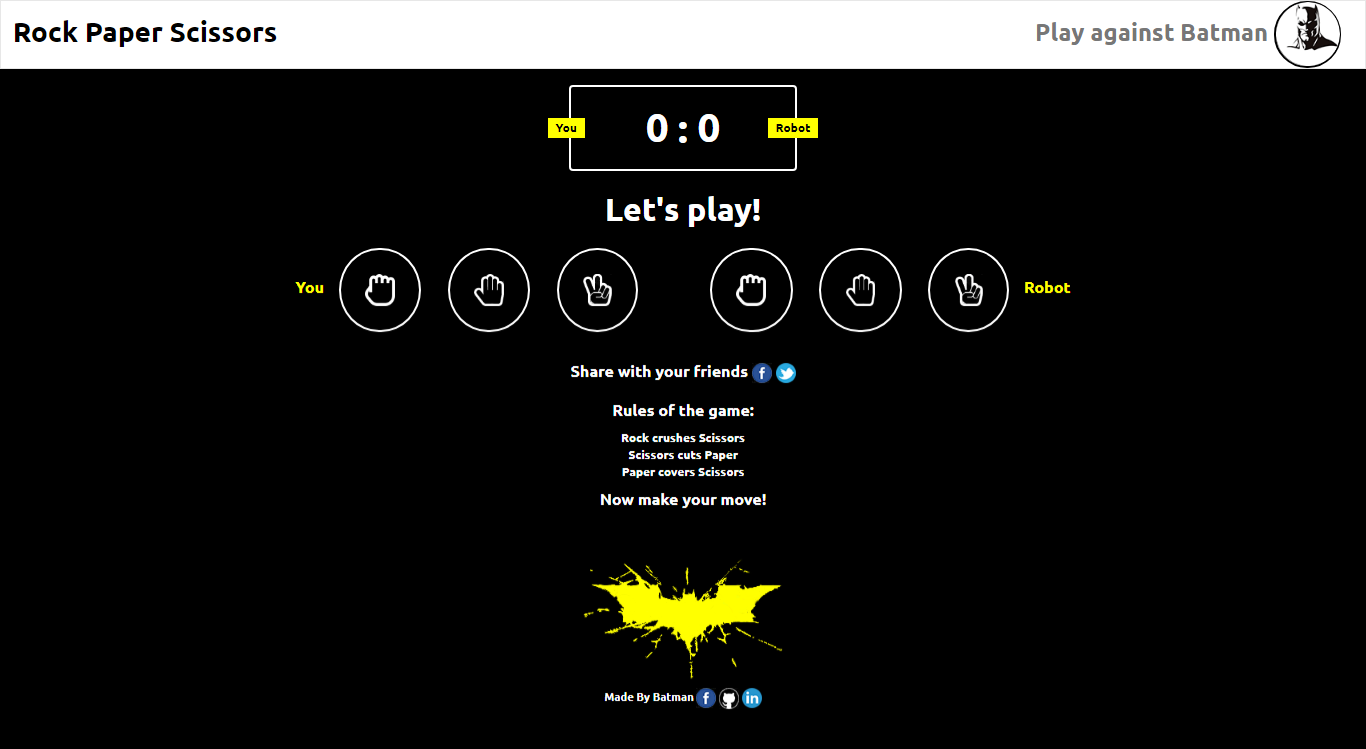 Rock Paper Scissors
Play against Batman
You
0 : 0
Robot
Let's play!
You
Robot
Share with your friends
Rules of the game:
Rock crushes Scissors
Scissors cuts Paper
Paper covers Scissors
Now make your move!
Made By Batman